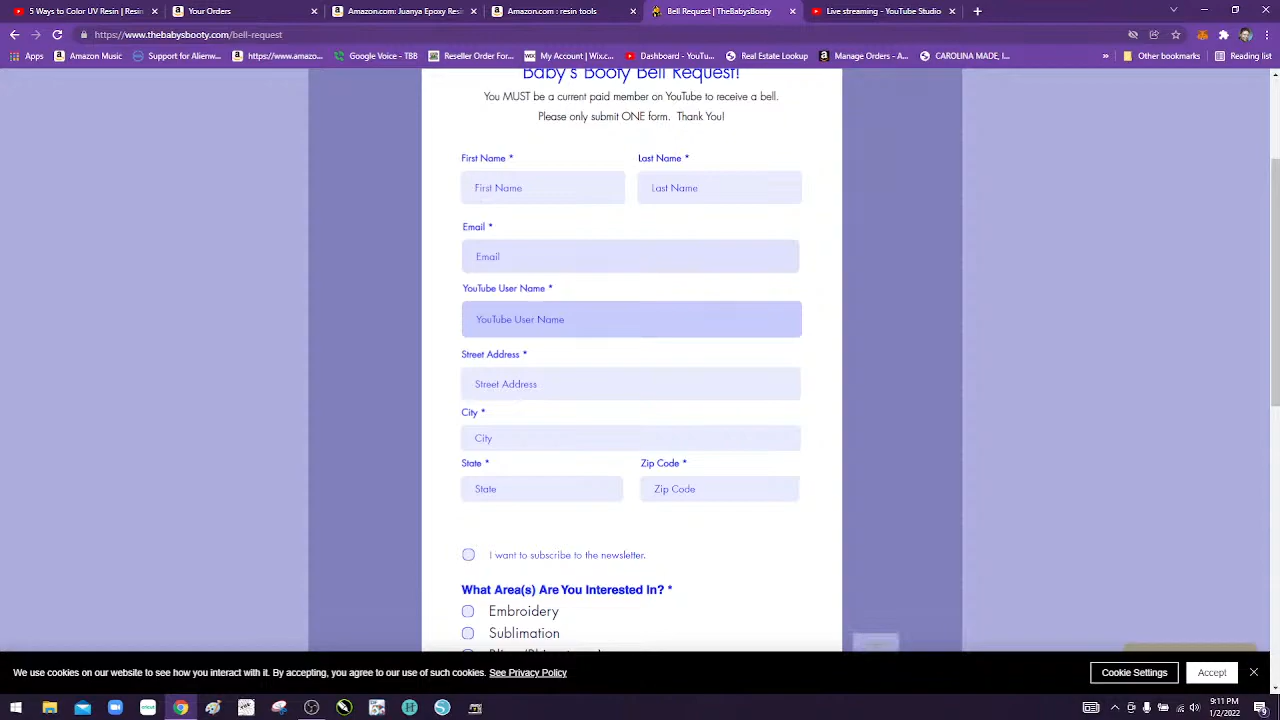 5 Ways to Color UV Resin | Resin
Your Orders
Amazon.com: Junya Epoxy Resin
Amazon.com : resin tools
Bell Request | TheBabysBooty
Live streaming - YouTube Studio
https://www.thebabysbooty.com/bell-request
Apps
Amazon Music
Support for Alienw...
https://www.amazo...
Google Voice - TBB
Reseller Order For...
My Account | Wix.c...
Dashboard - YouTu...
Real Estate Lookup
Manage Orders - A...
CAROLINA MADE, I...
Other bookmarks
Reading list
Baby's Booty Bell Request!
You MUST be a current paid member on YouTube to receive a bell.
Please only submit ONE form. Thank You!
First Name *
Last Name *
First Name
Last Name
Email *
Email
YouTube User Name *
YouTube User Name
Street Address *
Street Address
City *
City
State *
Zip Code *
State
Zip Code
I want to subscribe to the newsletter.
What Area(s) Are You Interested In? *
Embroidery
Sublimation
We use cookies on our website to see how you interact with it. By accepting, you agree to our use of such cookies. See Privacy Policy
Cookie Settings
Accept
9:11 PM
1/2/2022